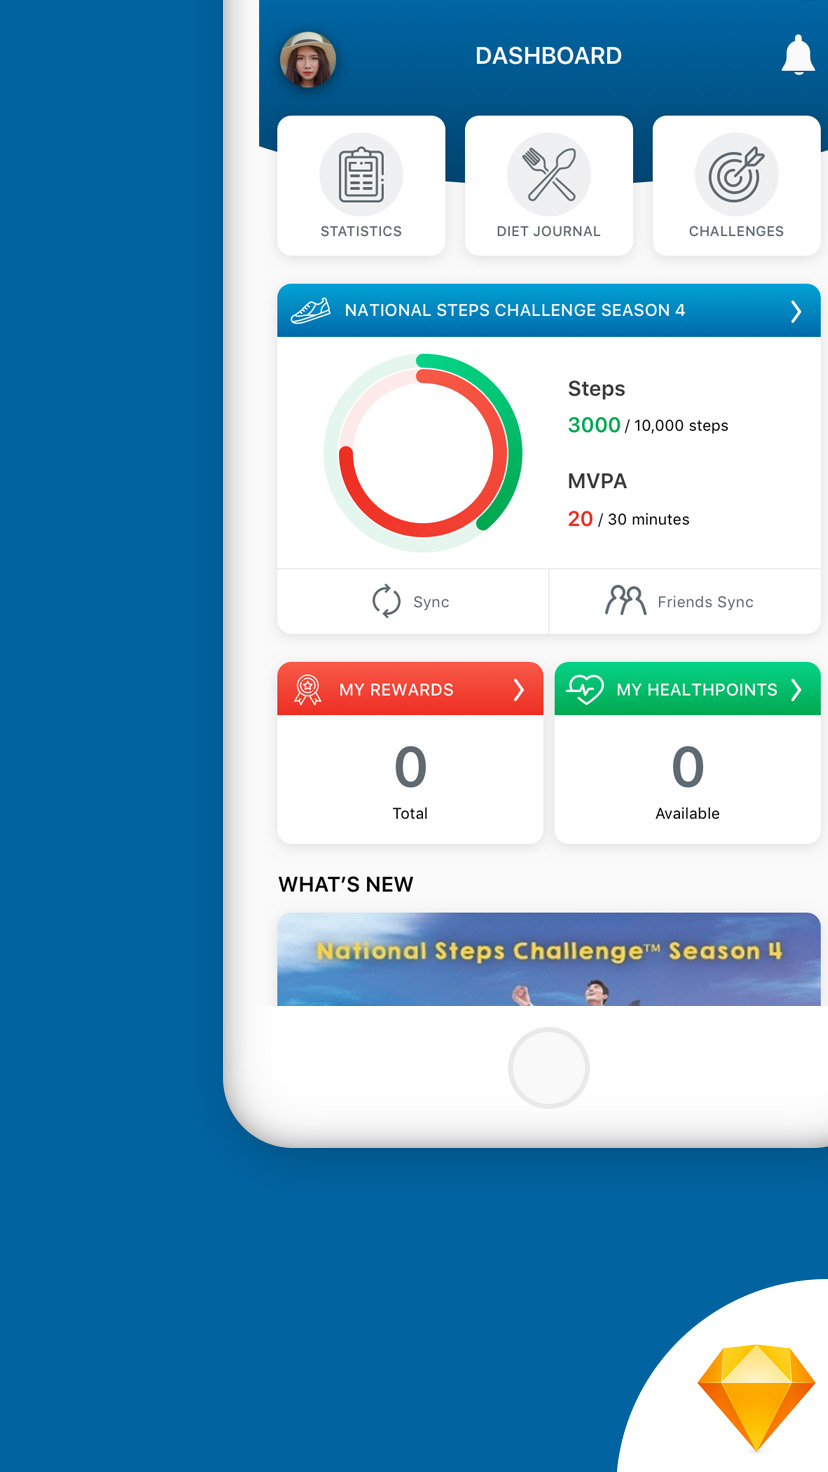 DASHBOARD
STATISTICS
DIET JOURNAL
CHALLENGES
NATIONAL STEPS CHALLENGE SEASON 4
Steps
3000 / 10,000 steps
MVPA
20 / 30 minutes
Sync
Friends Sync
MY REWARDS
MY HEALTHPOINTS
0
0
Total
Available
WHAT’S NEW
National Steps Challenge™ Season 4